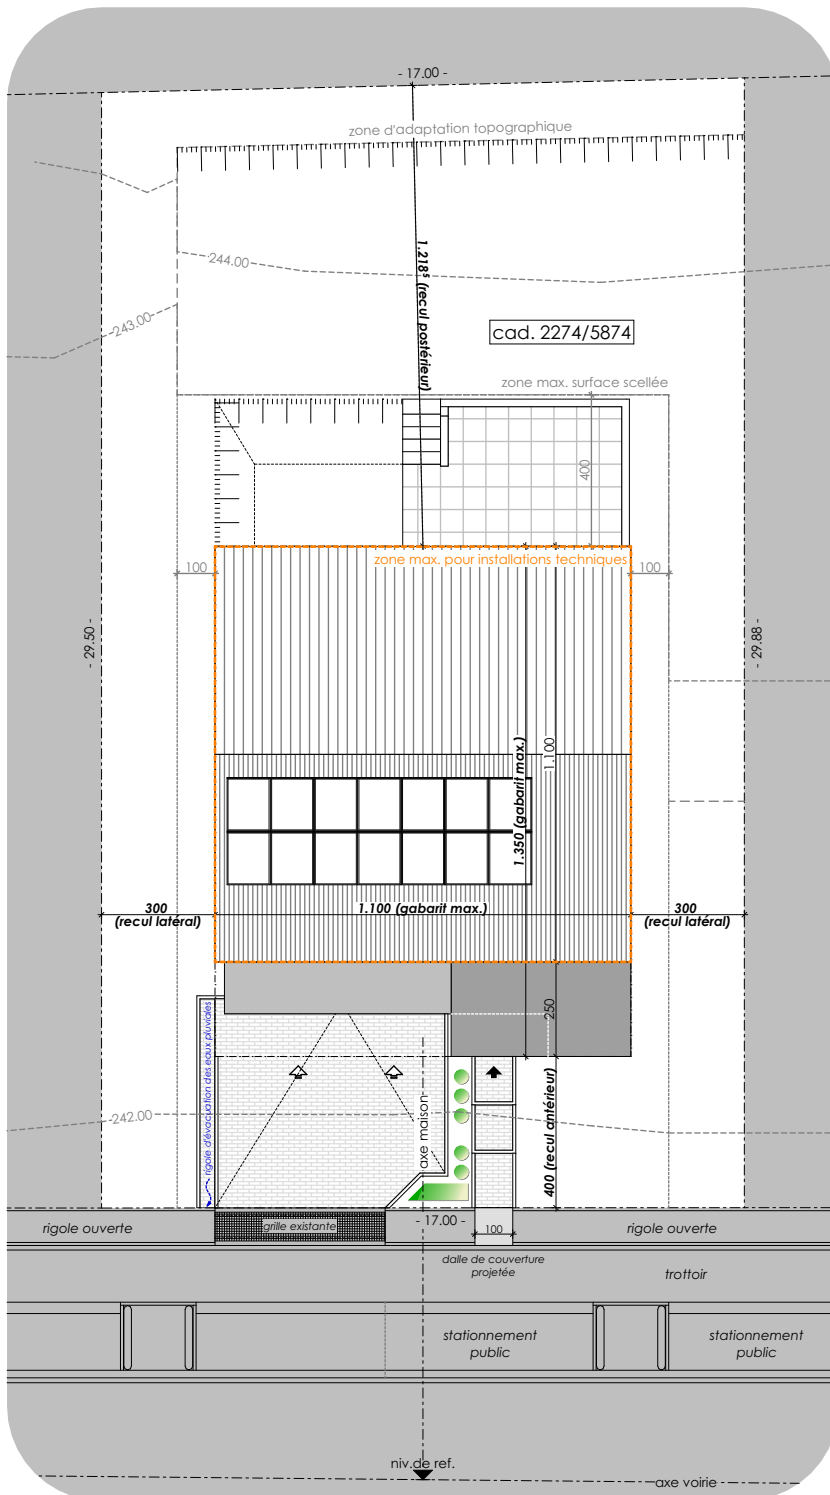 - 17.00 -
zone d'adaptation topographique
244.00
1.218⁵ (recul postérieur)
243.00
cad. 2274/5874
zone max. surface scellée
400
zone max. pour installations techniques
100
100
- 29.50 -
- 29.88 -
1.350 (gabarit max.)
1.100
300
(recul latéral)
1.100 (gabarit max.)
300
(recul latéral)
250
rigole d'évacuation des eaux pluviales
242.00
axe maison
400 (recul antérieur)
rigole ouverte
grille existante
- 17.00 -
100
rigole ouverte
dalle de couverture
projetée
trottoir
stationnement
public
stationnement
public
niv.de ref.
axe voirie